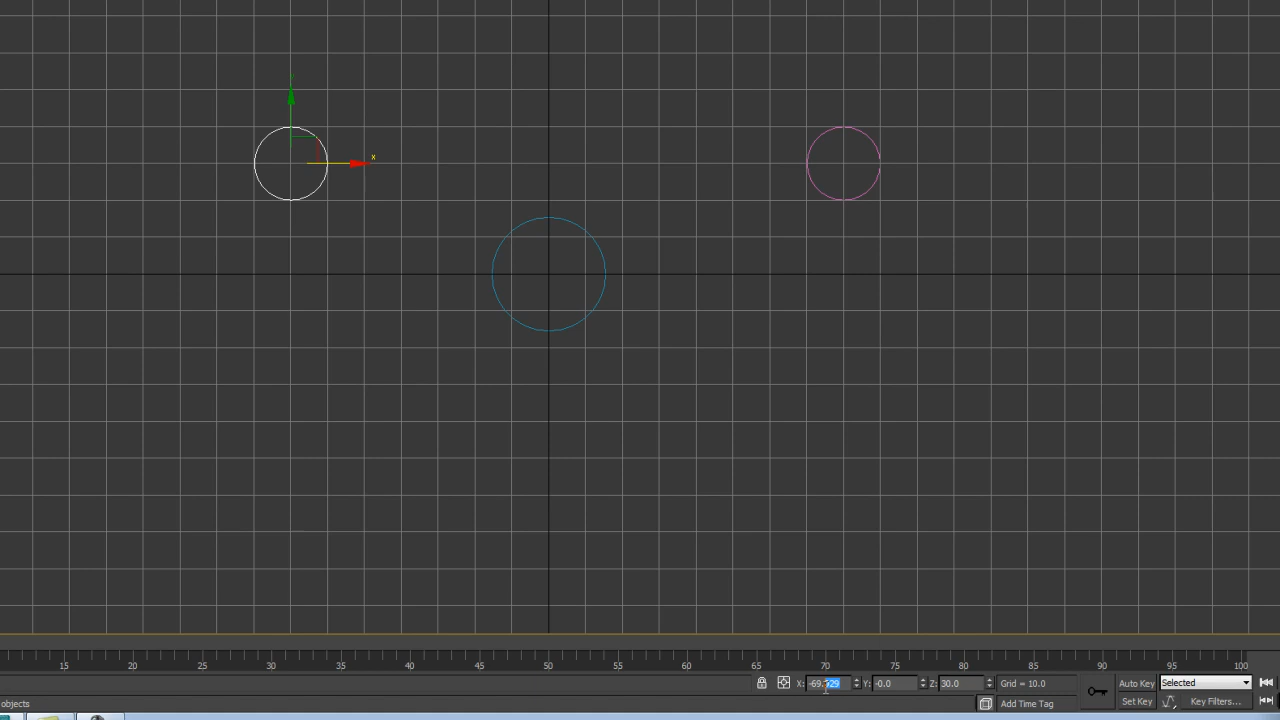 x
15 20 25 30 35 40 45 50 55 60 65 70 75 80 85 90 95 100
X: Y: -0.0 Z: 30.0 Grid = 10.0 Auto Key Selected
objects Add Time Tag Set Key Key Filters...